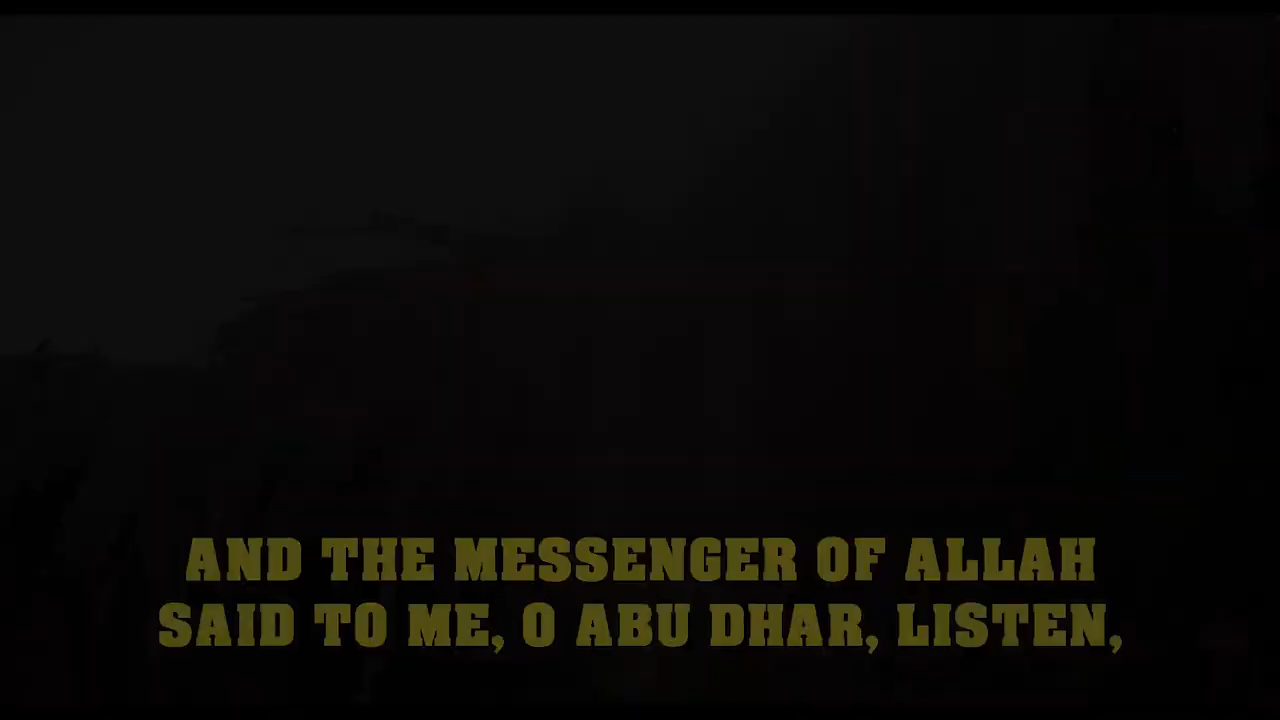 AND THE MESSENGER OF ALLAH
SAID TO ME, O ABU DHAR, LISTEN,